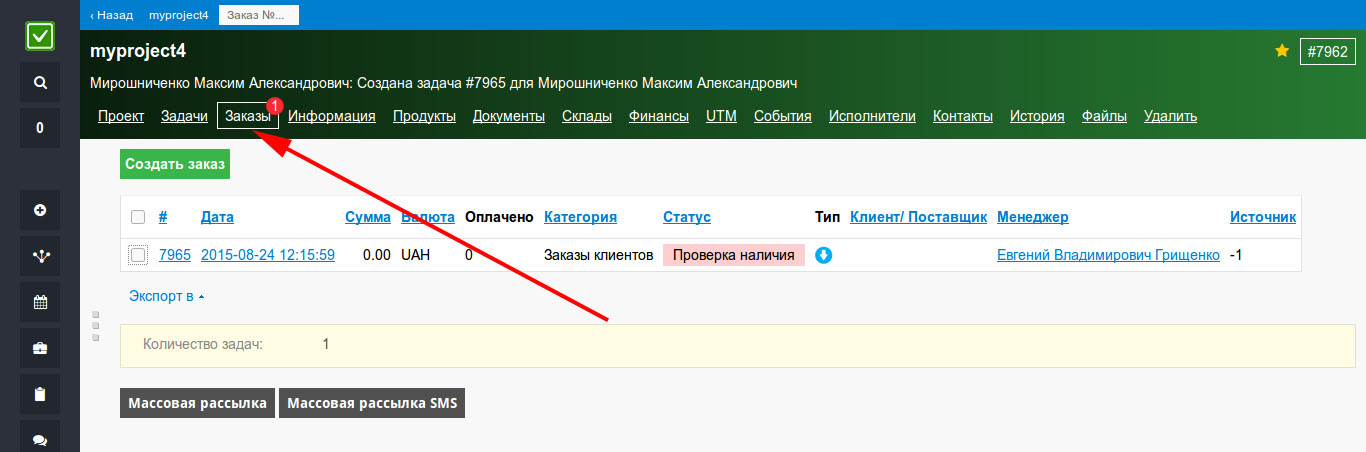 ‹ Назад myproject4 Заказ №...
myproject4
#7962
Мирошниченко Максим Александрович: Создана задача #7965 для Мирошниченко Максим Александрович
0
Проект Задачи Заказы 1 Информация Продукты Документы Склады Финансы UTM События Исполнители Контакты История Файлы Удалить
Создать заказ
# Дата Сумма Валюта Оплачено Категория Статус Тип Клиент/ Поставщик Менеджер Источник
7965 2015-08-24 12:15:59 0.00 UAH 0 Заказы клиентов Проверка наличия Евгений Владимирович Грищенко -1
Экспорт в
Количество задач: 1
Массовая рассылка Массовая рассылка SMS